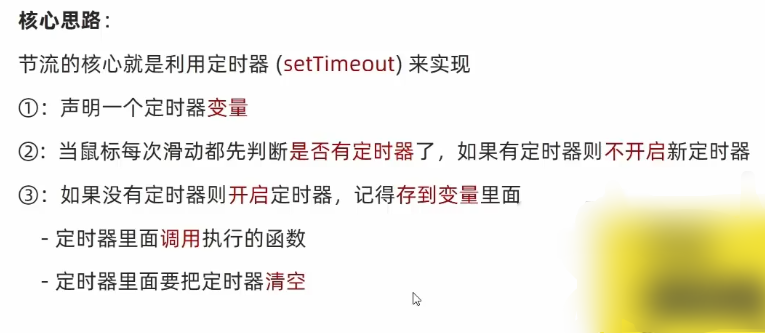 核心思路：
节流的核心就是利用定时器 (setTimeout) 来实现
①：声明一个定时器变量
②：当鼠标每次滑动都先判断是否有定时器了，如果有定时器则不开启新定时器
③：如果没有定时器则开启定时器，记得存到变量里面
- 定时器里面调用执行的函数
- 定时器里面要把定时器清空